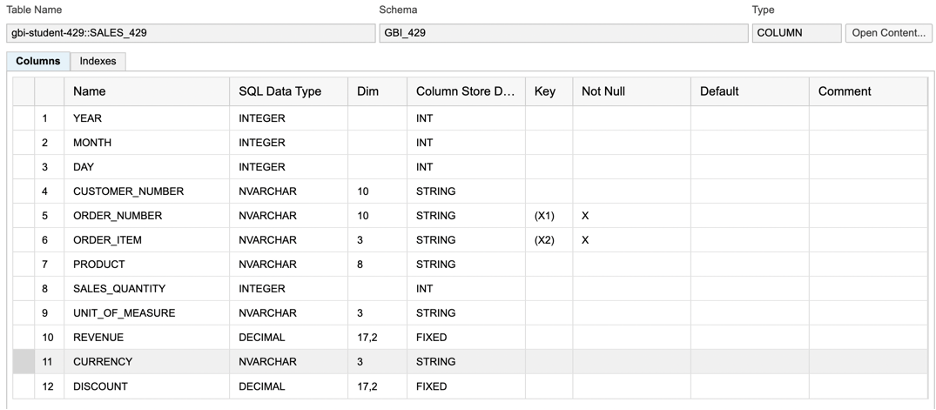 Table Name Schema Type
gbi-student-429::SALES_429 GBI_429 COLUMN Open Content...
Columns Indexes
Name SQL Data Type Dim Column Store D... Key Not Null Default Comment
1 YEAR INTEGER INT
2 MONTH INTEGER INT
3 DAY INTEGER INT
4 CUSTOMER_NUMBER NVARCHAR 10 STRING
5 ORDER_NUMBER NVARCHAR 10 STRING (X1) X
6 ORDER_ITEM NVARCHAR 3 STRING (X2) X
7 PRODUCT NVARCHAR 8 STRING
8 SALES_QUANTITY INTEGER INT
9 UNIT_OF_MEASURE NVARCHAR 3 STRING
10 REVENUE DECIMAL 17,2 FIXED
11 CURRENCY NVARCHAR 3 STRING
12 DISCOUNT DECIMAL 17,2 FIXED